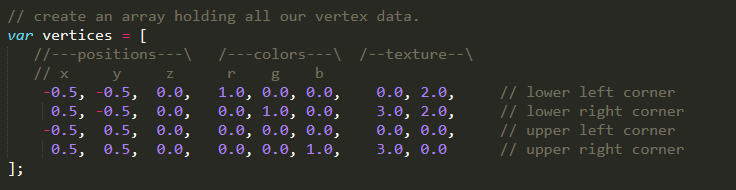 // create an array holding all our vertex data.
var vertices = [
   //---positions---\   /---colors---\  /--texture--\
   // x     y     z      r    g    b
    -0.5, -0.5,  0.0,   1.0, 0.0, 0.0,    0.0, 2.0,     // lower left corner
     0.5, -0.5,  0.0,   0.0, 1.0, 0.0,    3.0, 2.0,     // lower right corner
    -0.5,  0.5,  0.0,   0.0, 0.0, 0.0,    0.0, 0.0,     // upper left corner
     0.5,  0.5,  0.0,   0.0, 0.0, 1.0,    3.0, 0.0      // upper right corner
];